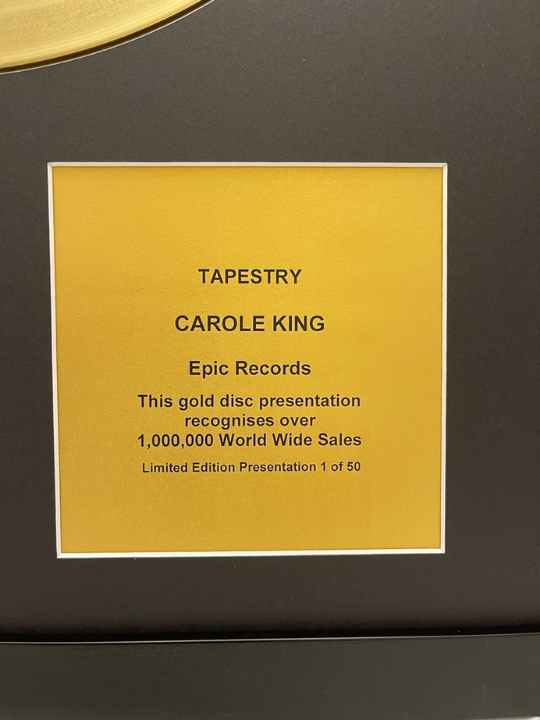 TAPESTRY
CAROLE KING
Epic Records
This gold disc presentation
recognises over
1,000,000 World Wide Sales
Limited Edition Presentation 1 of 50